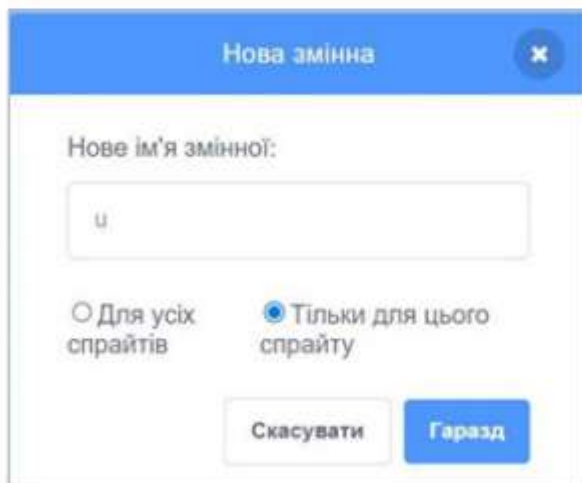 Нова змінна
Нове ім'я змінної:
u
Для усіх Тільки для цього
спрайтів спрайту
Скасувати Гаразд